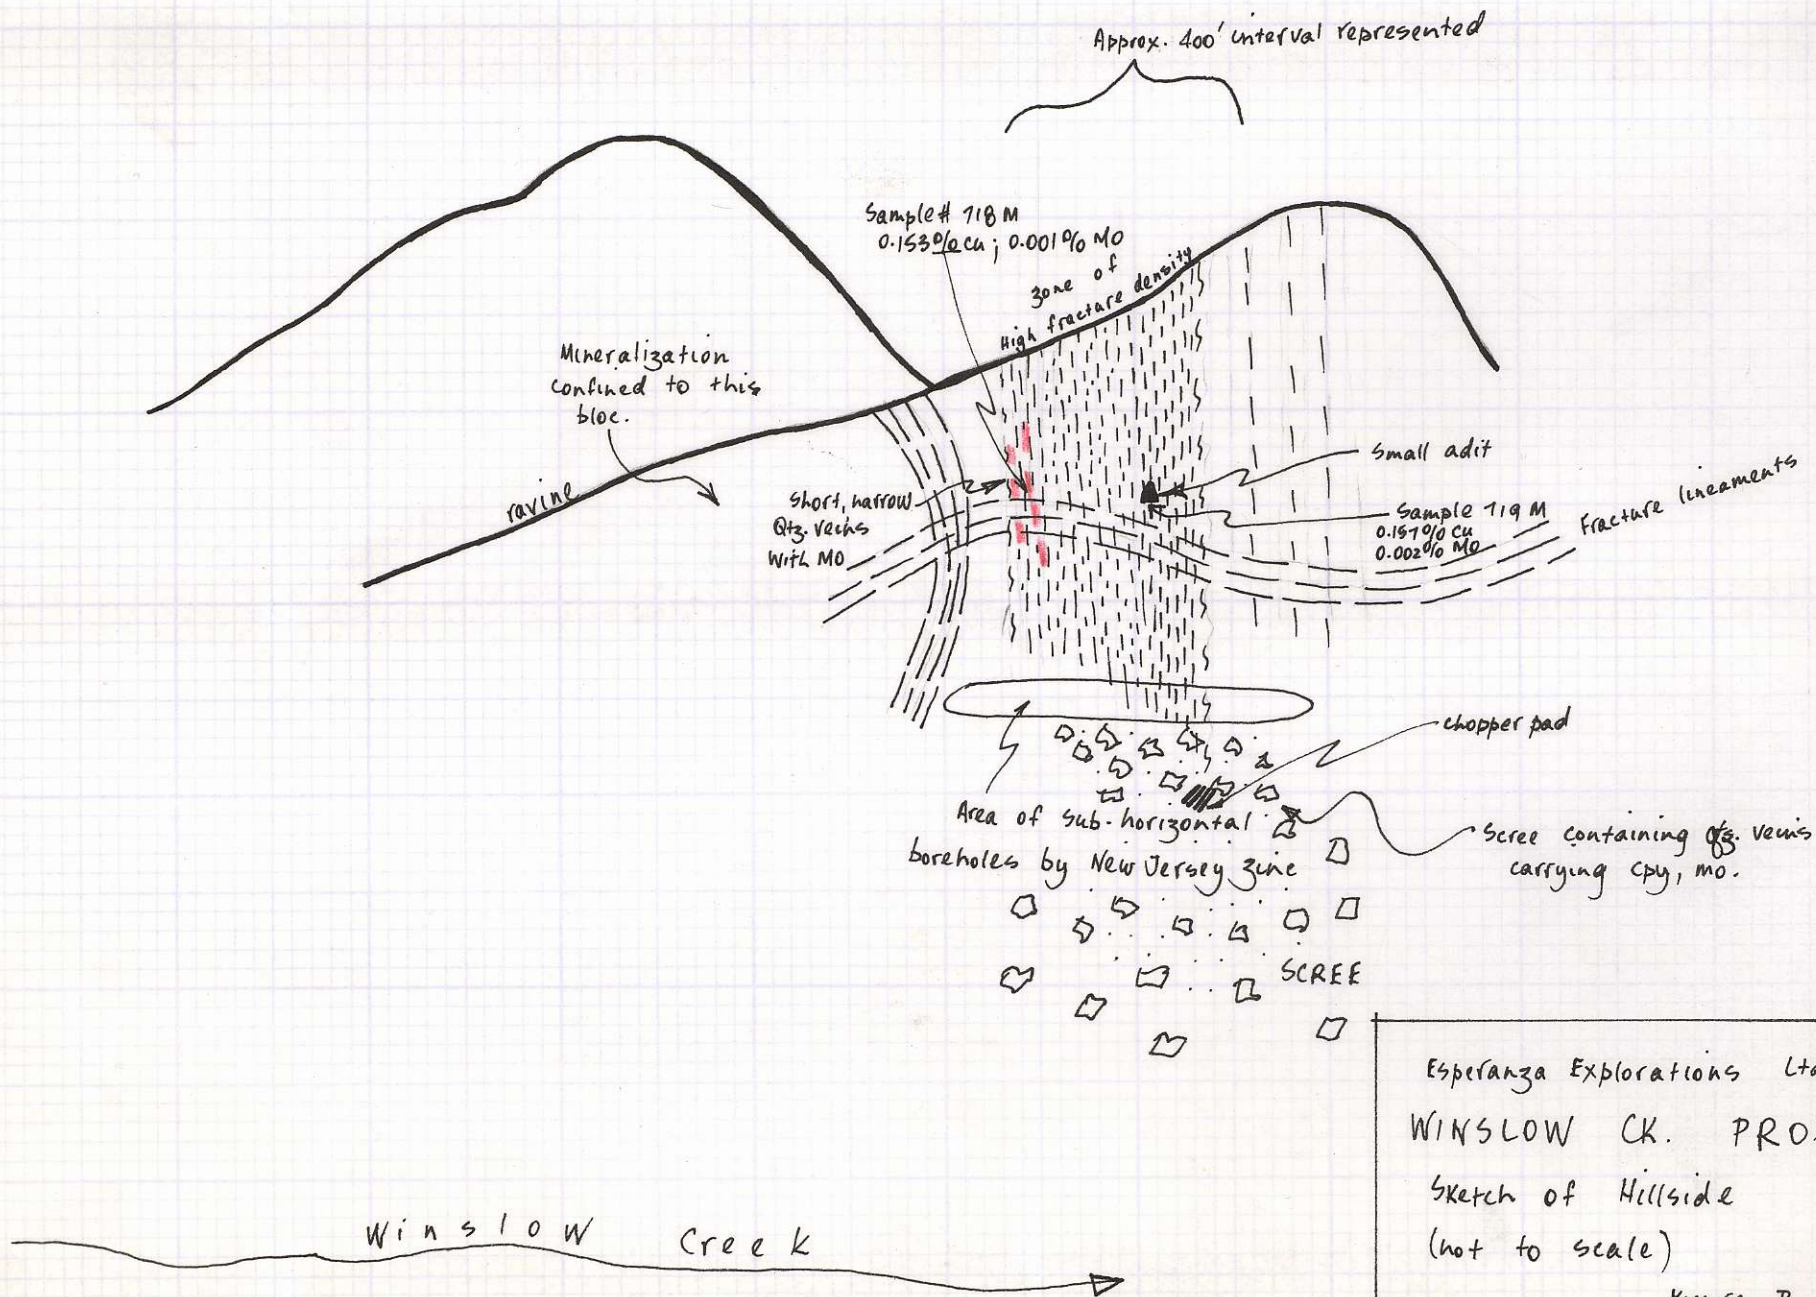 Approx. 400' interval represented
Sample # 718 M
0.153% Cu ; 0.001% MO
zone of
High fracture density
Mineralization
confined to this
bloc.
ravine
Short, narrow
Qtz. veins
With MO
Small adit
Sample 719 M
0.157% Cu
0.002% Mo
Fracture lineaments
chopper pad
Area of sub-horizontal
boreholes by New Jersey zinc
Scree containing qtz. veins
carrying cpy, mo.
SCREE
Winslow Creek
Esperanza Explorations
WINSLOW CK.
Sketch of Hillside
(not to scale)